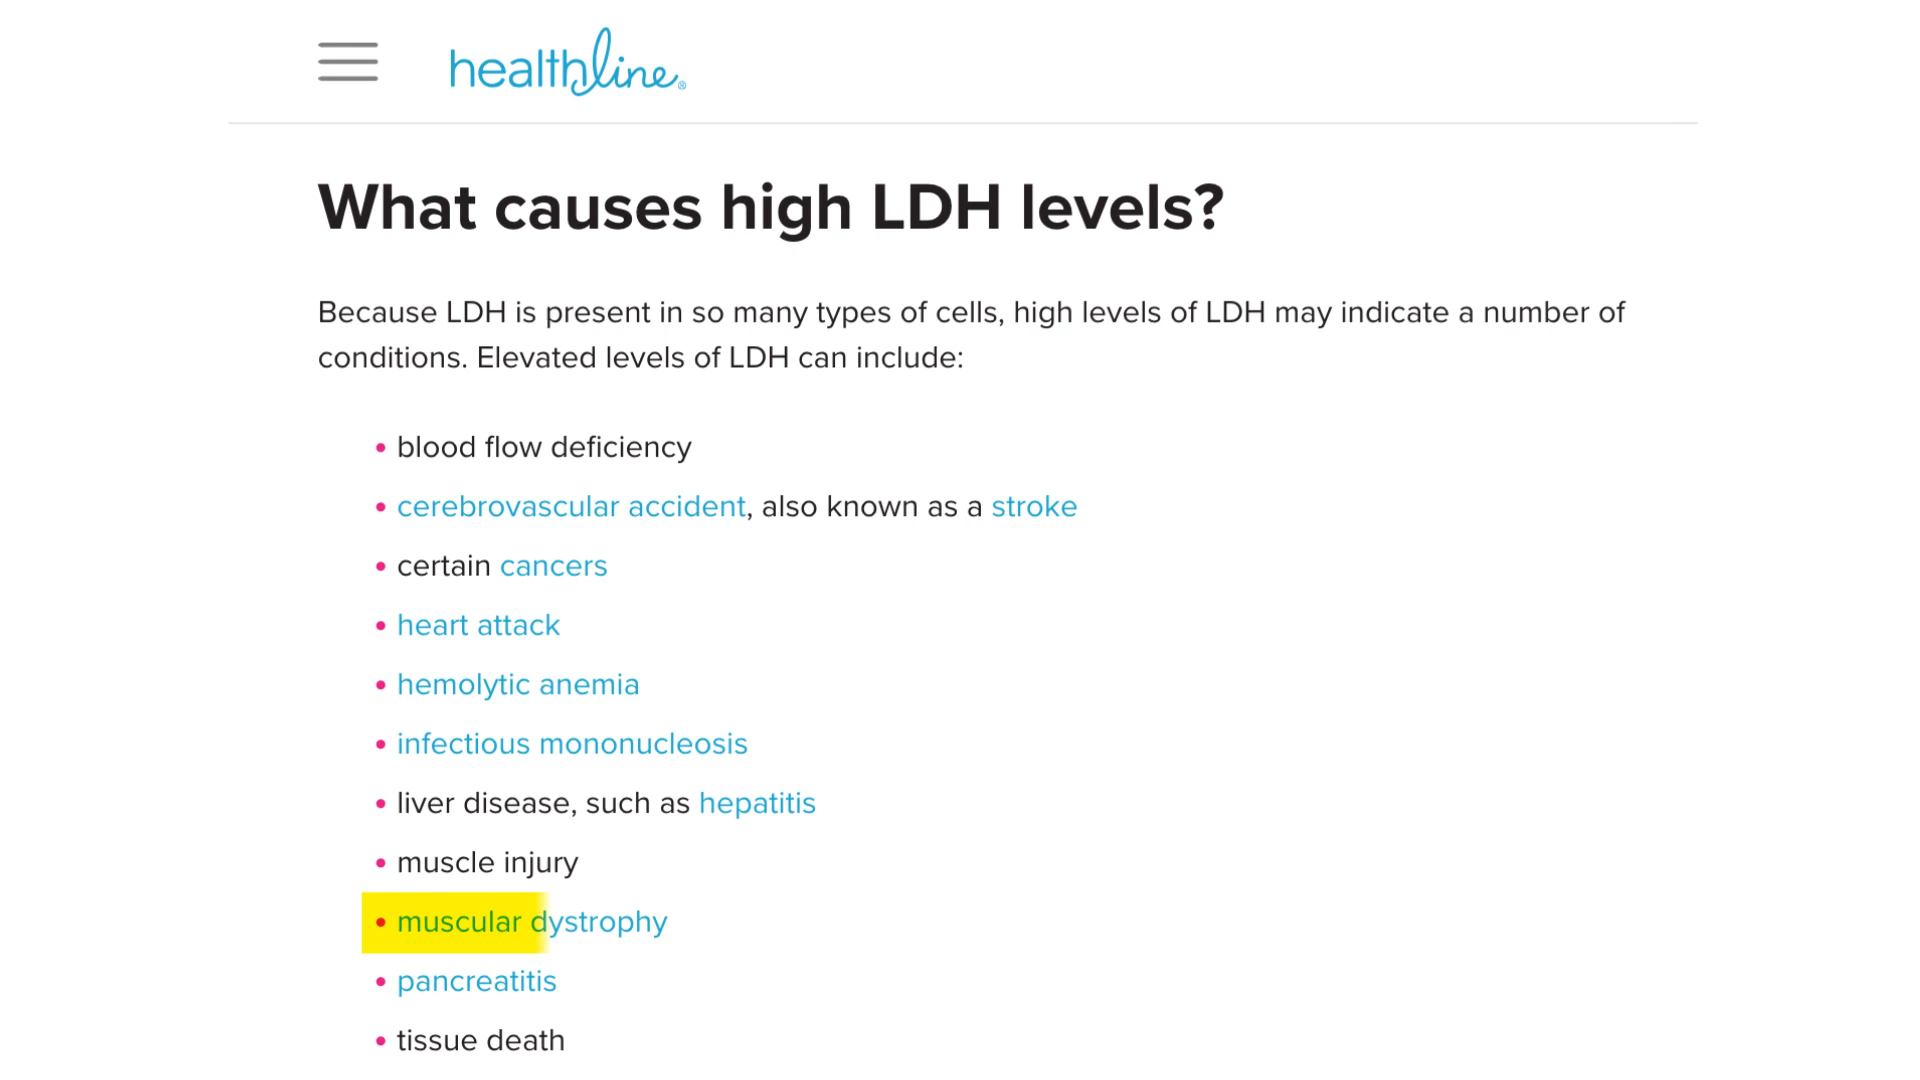 healthline®
What causes high LDH levels?
Because LDH is present in so many types of cells, high levels of LDH may indicate a number of
conditions. Elevated levels of LDH can include:
• blood flow deficiency
• cerebrovascular accident, also known as a stroke
• certain cancers
• heart attack
• hemolytic anemia
• infectious mononucleosis
• liver disease, such as hepatitis
• muscle injury
• muscular dystrophy
• pancreatitis
• tissue death